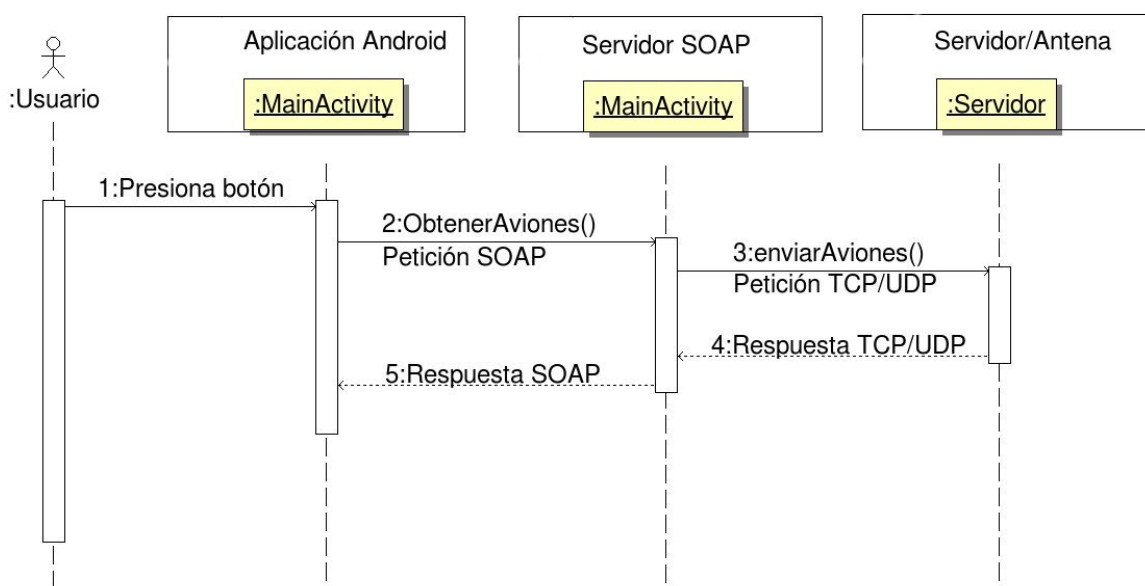 :Usuario
Aplicación Android
:MainActivity
Servidor SOAP
:MainActivity
Servidor/Antena
:Servidor
1:Presiona botón
2:ObtenerAviones()
Petición SOAP
3:enviarAviones()
Petición TCP/UDP
4:Respuesta TCP/UDP
5:Respuesta SOAP